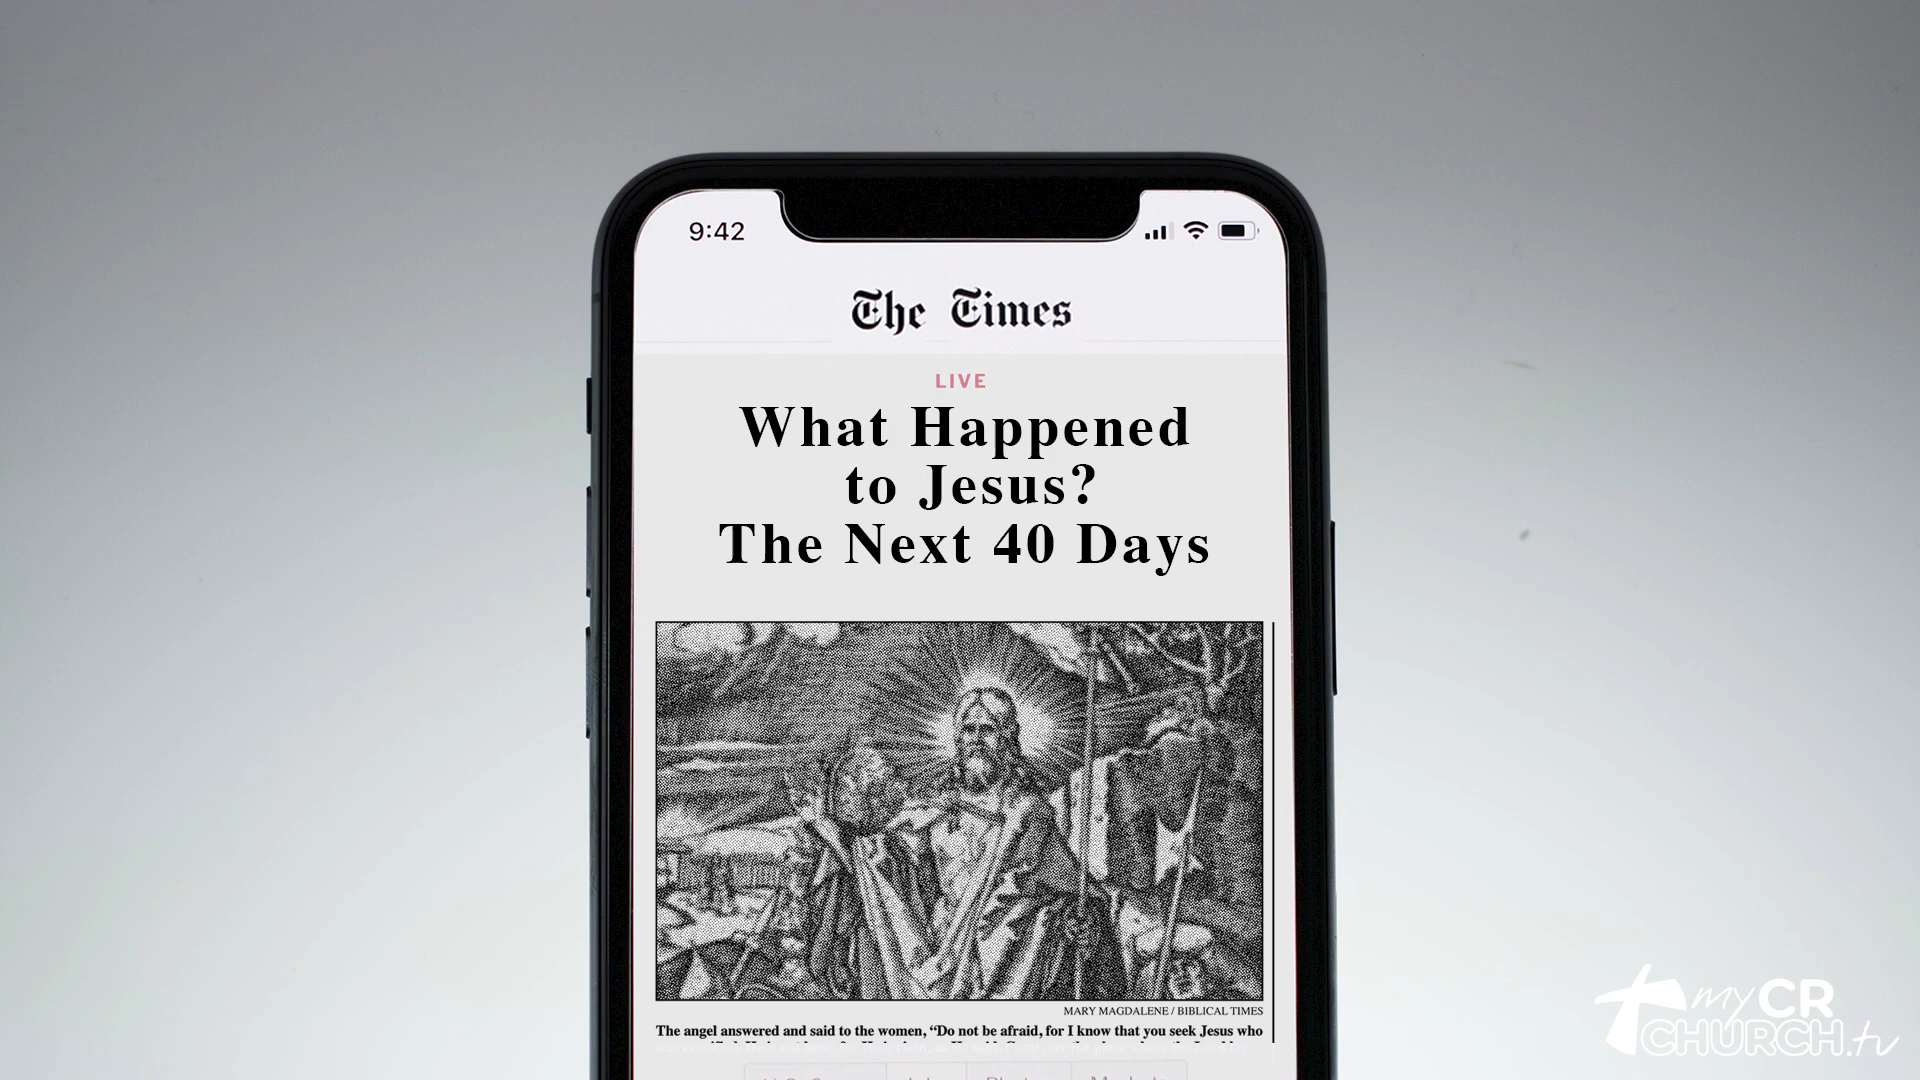 9:42
The Times
LIVE
What Happened
to Jesus?
The Next 40 Days
MARY MAGDALENE / BIBLICAL TIMES
The angel answered and said to the women, “Do not be afraid, for I know that you seek Jesus who
my CR
CHURCH.tv